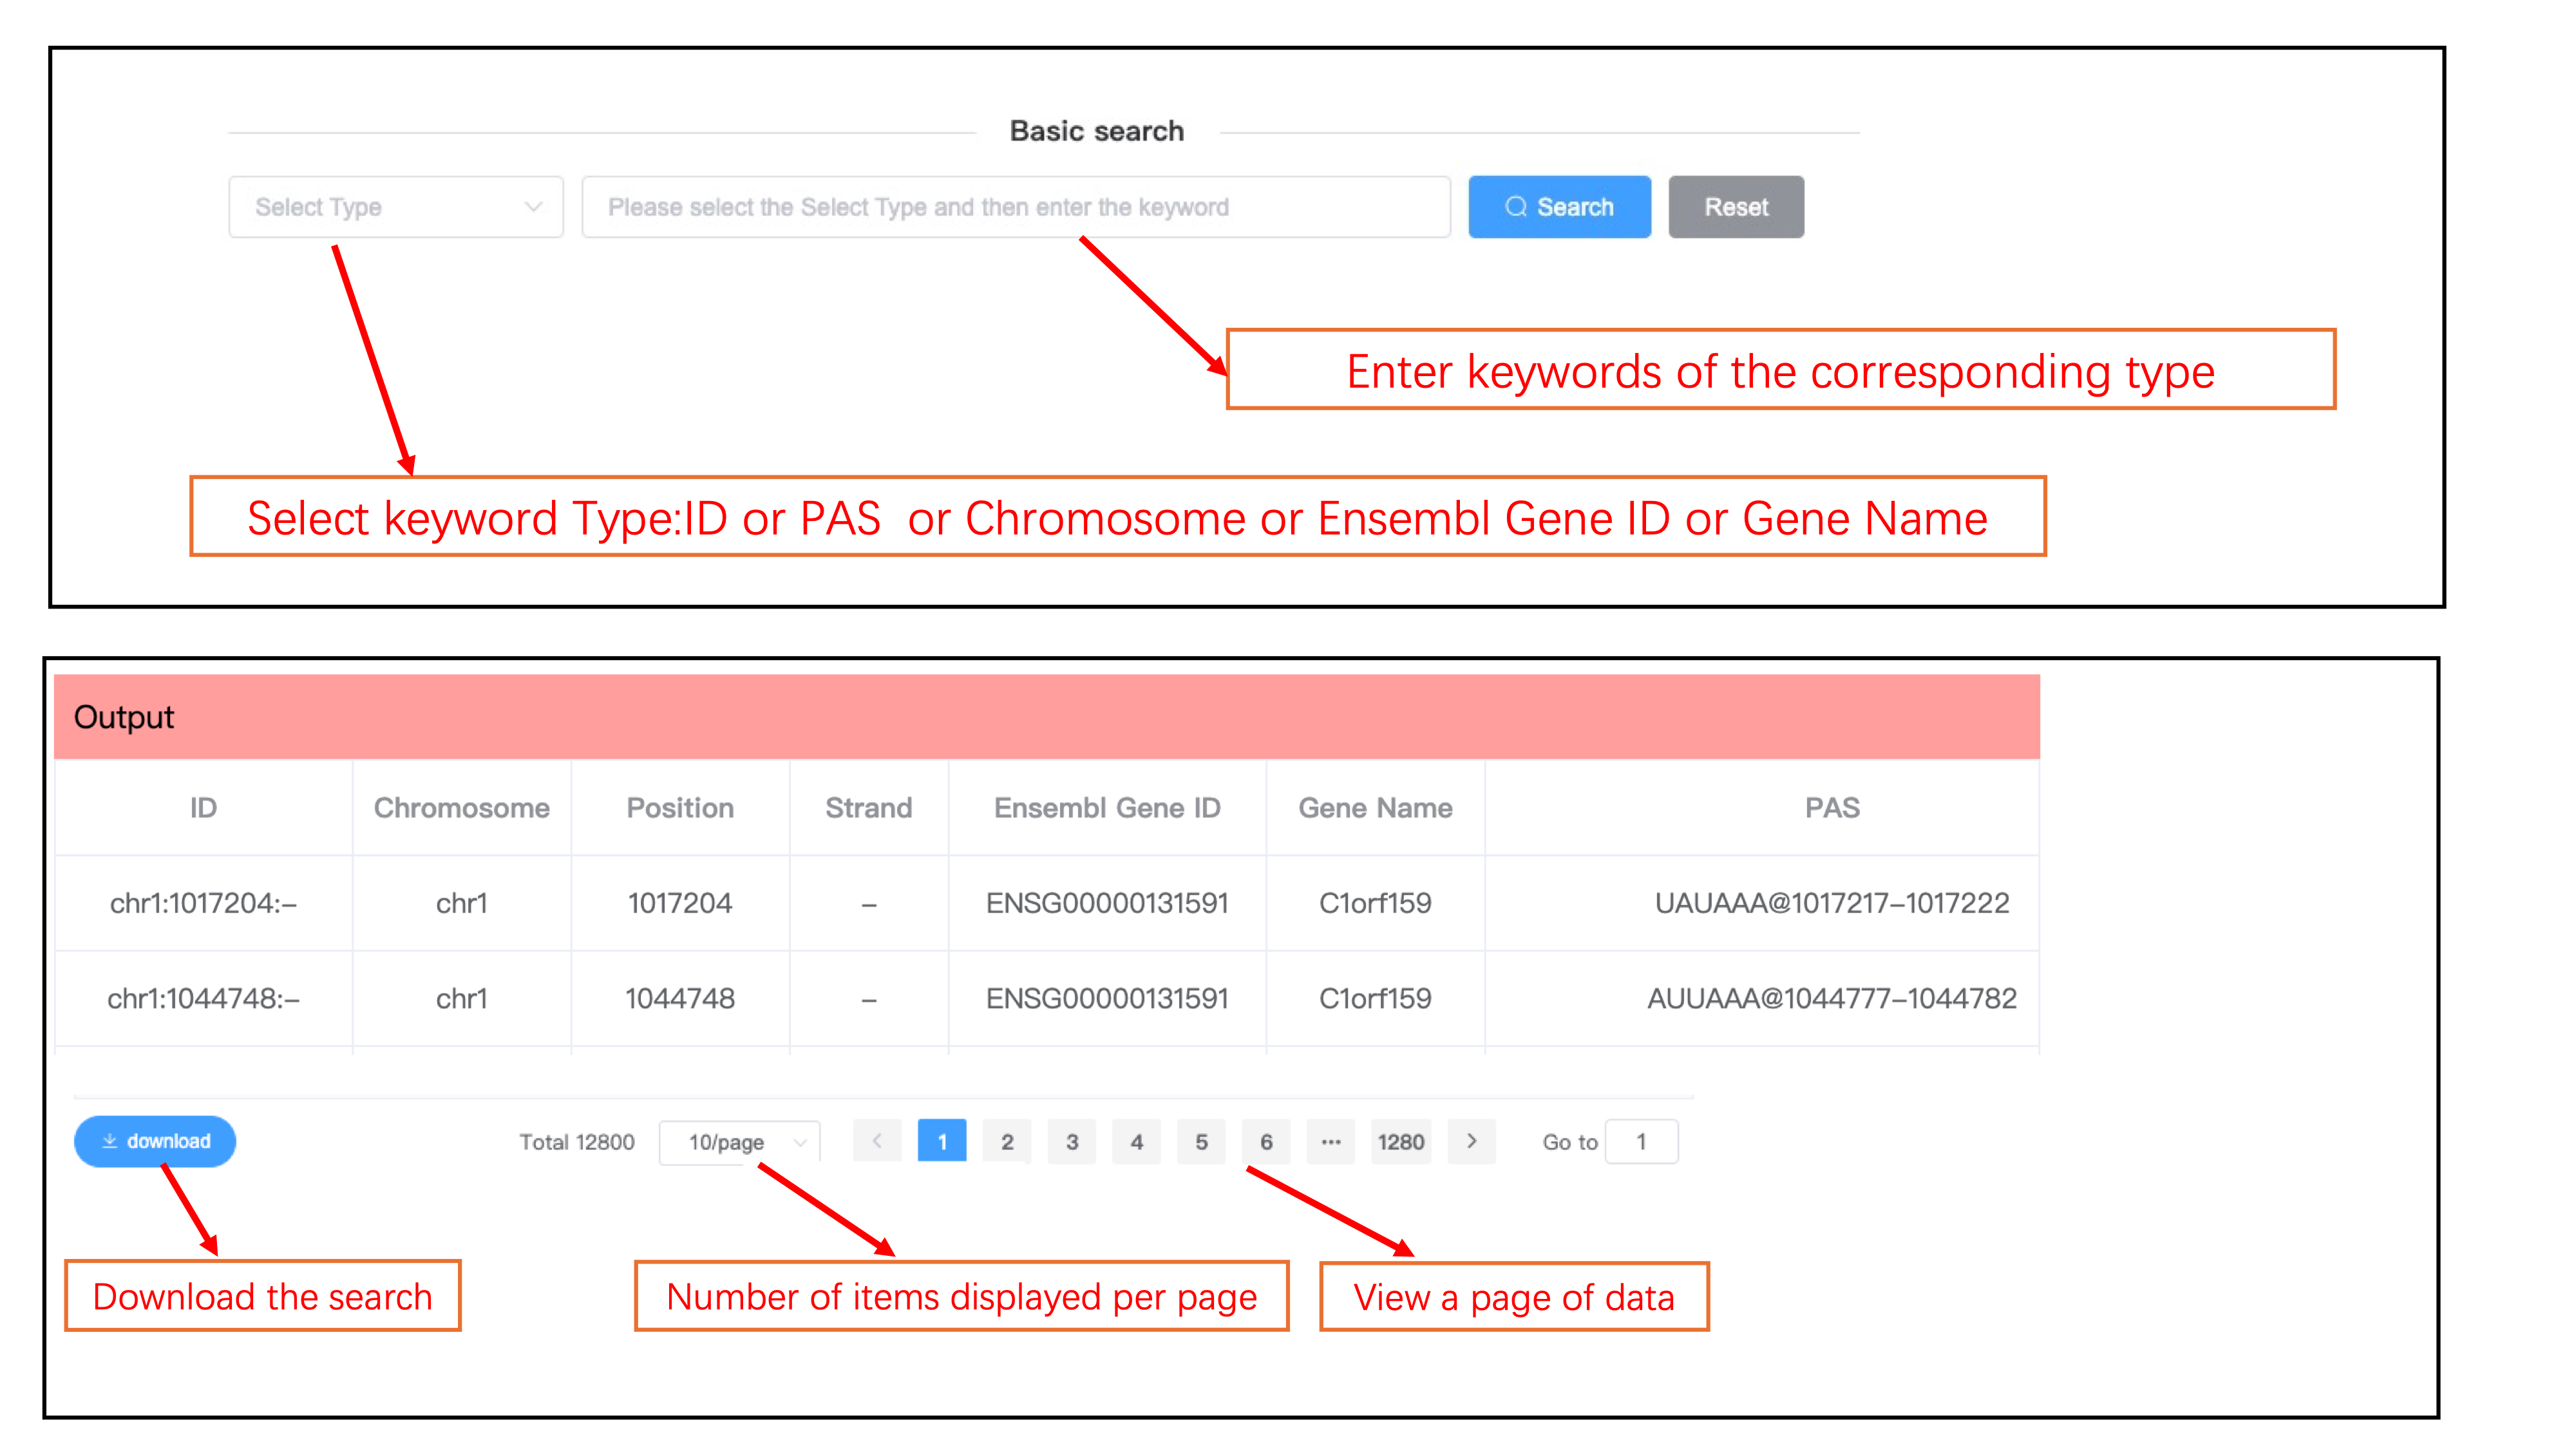 Basic search
Select Type Please select the Select Type and then enter the keyword Search Reset
Enter keywords of the corresponding type
Select keyword Type:ID or PAS or Chromosome or Ensembl Gene ID or Gene Name
Output
ID Chromosome Position Strand Ensembl Gene ID Gene Name PAS
chr1:1017204:– chr1 1017204 – ENSG00000131591 C1orf159 UAUAAA@1017217–1017222
chr1:1044748:– chr1 1044748 – ENSG00000131591 C1orf159 AUUAAA@1044777–1044782
download Total 12800 10/page < 1 2 3 4 5 6 ••• 1280 > Go to 1
Download the search Number of items displayed per page View a page of data